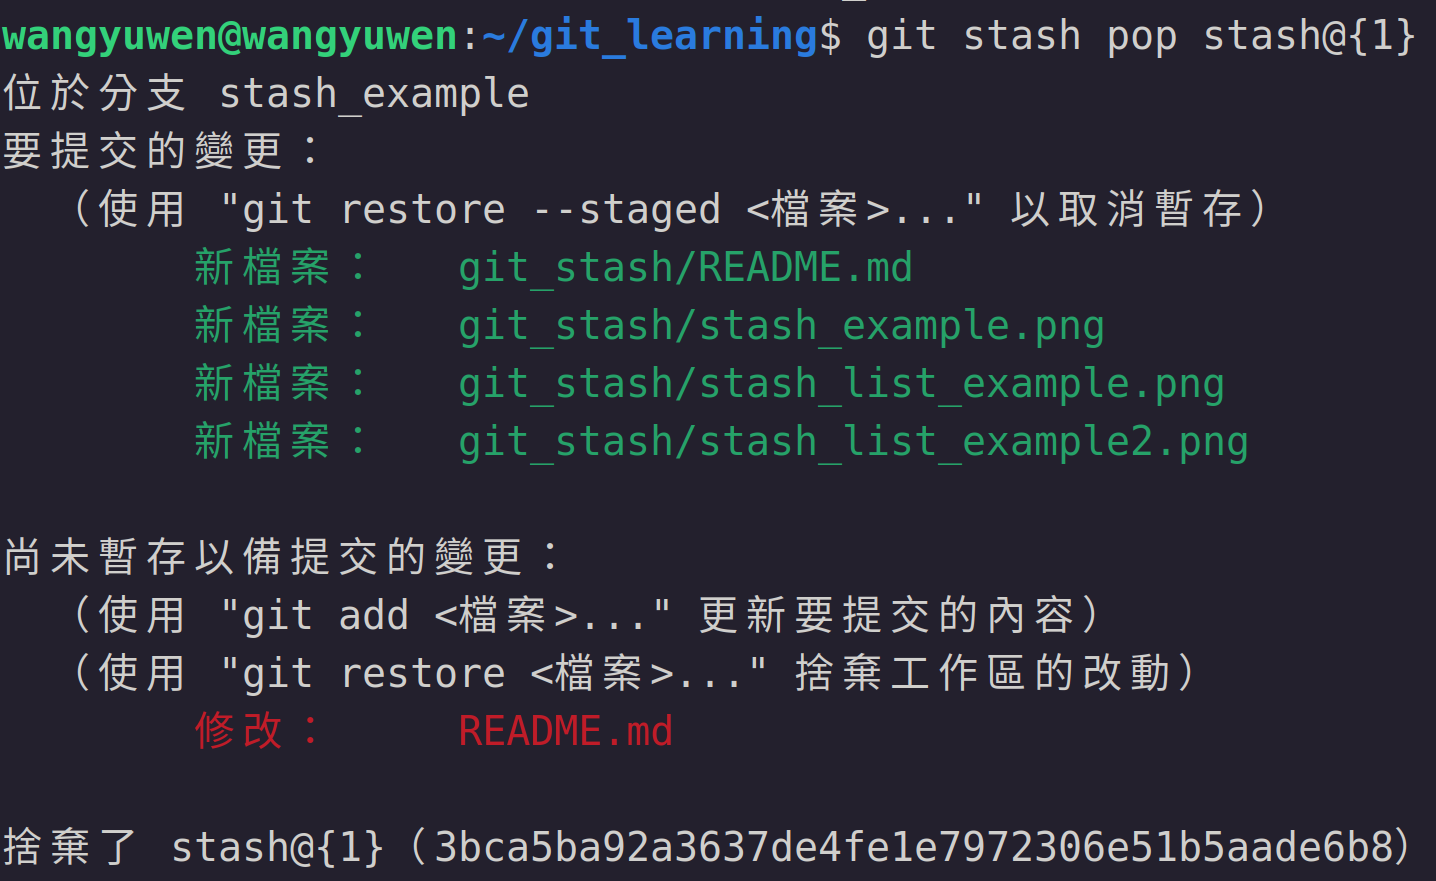 wangyuwen@wangyuwen:~/git_learning$ git stash pop stash@{1}
位於分支 stash_example
要提交的變更：
（使用 "git restore --staged <檔案>..." 以取消暫存）
新檔案： git_stash/README.md
新檔案： git_stash/stash_example.png
新檔案： git_stash/stash_list_example.png
新檔案： git_stash/stash_list_example2.png
尚未暫存以備提交的變更：
（使用 "git add <檔案>..." 更新要提交的內容）
（使用 "git restore <檔案>..." 捨棄工作區的改動）
修改： README.md
捨棄了 stash@{1}（3bca5ba92a3637de4fe1e7972306e51b5aade6b8）